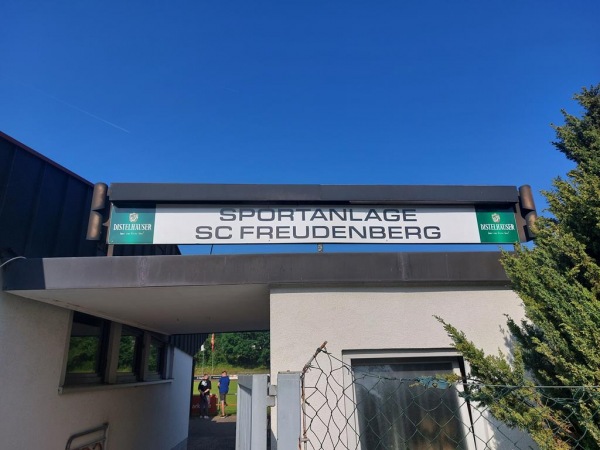 SPORTANLAGE
SC FREUDENBERG
DISTELHÄUSER
DISTELHÄUSER